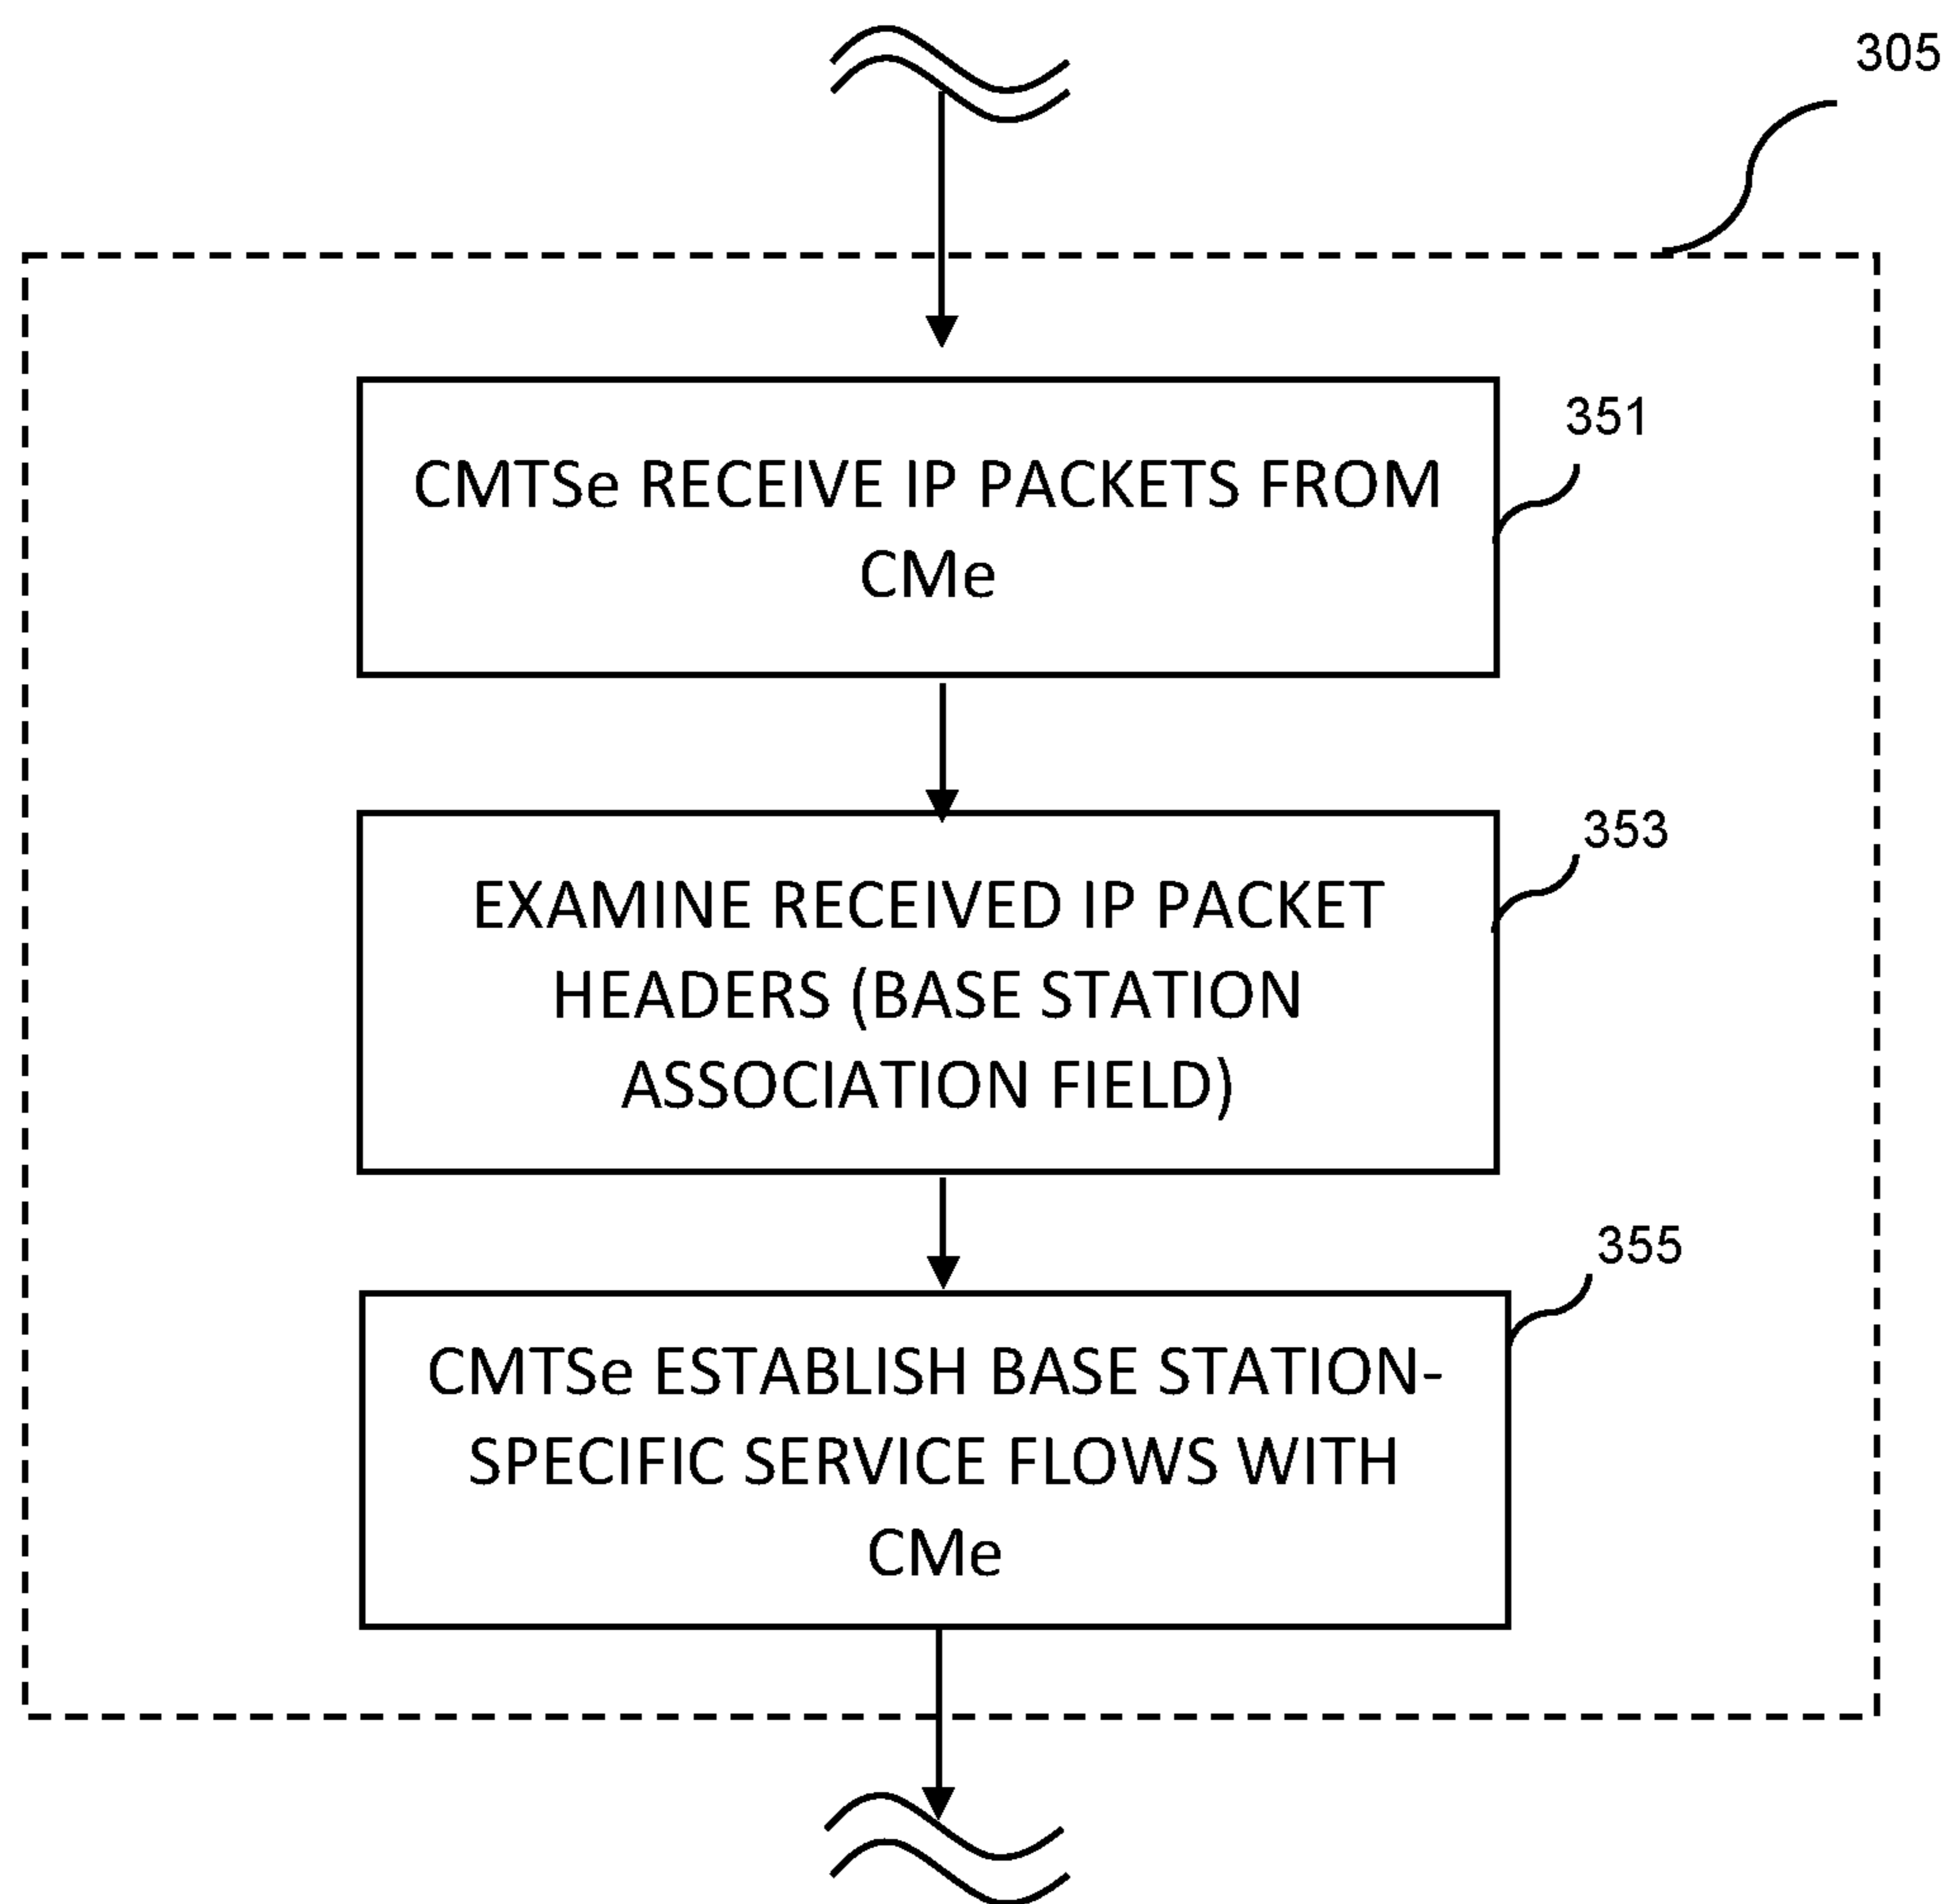 305
351
CMTSe RECEIVE IP PACKETS FROM
CMe
353
EXAMINE RECEIVED IP PACKET
HEADERS (BASE STATION
ASSOCIATION FIELD)
355
CMTSe ESTABLISH BASE STATION-
SPECIFIC SERVICE FLOWS WITH
CMe